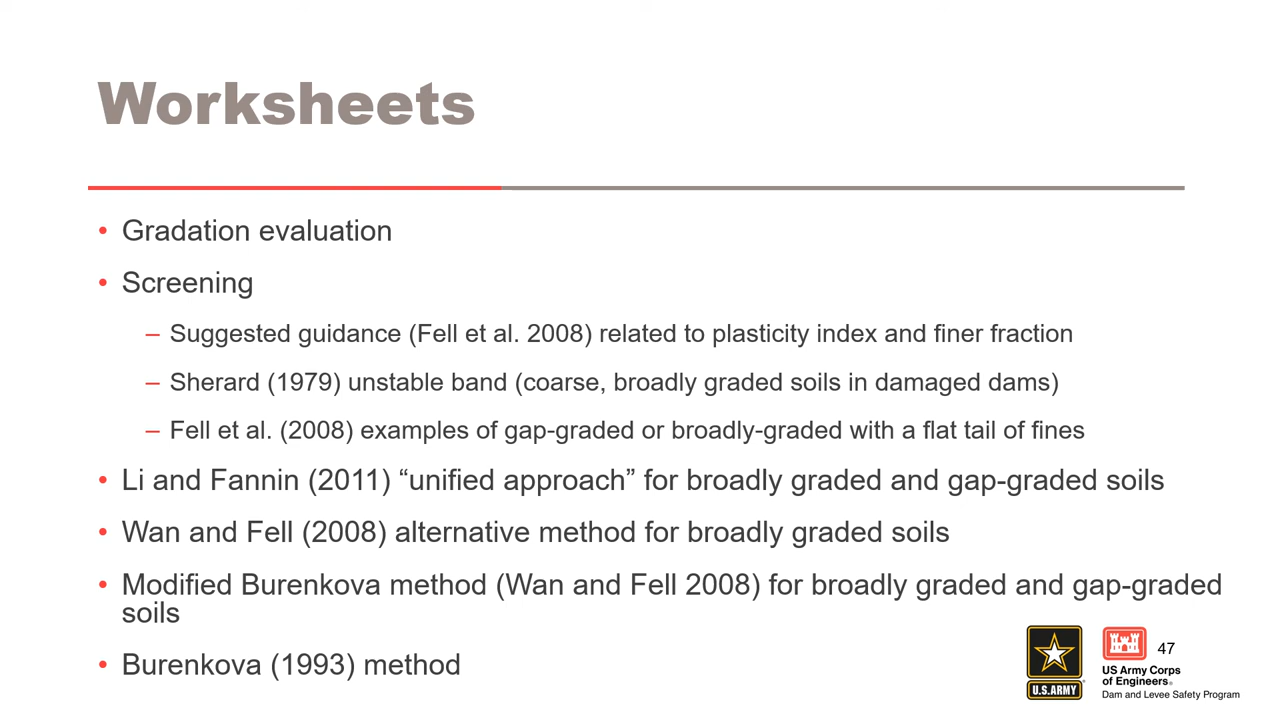 Worksheets
• Gradation evaluation
• Screening
– Suggested guidance (Fell et al. 2008) related to plasticity index and finer fraction
– Sherard (1979) unstable band (coarse, broadly graded soils in damaged dams)
– Fell et al. (2008) examples of gap-graded or broadly-graded with a flat tail of fines
• Li and Fannin (2011) “unified approach” for broadly graded and gap-graded soils
• Wan and Fell (2008) alternative method for broadly graded soils
• Modified Burenkova method (Wan and Fell 2008) for broadly graded and gap-graded
soils
• Burenkova (1993) method
U.S.ARMY
47
US Army Corps
of Engineers®
Dam and Levee Safety Program